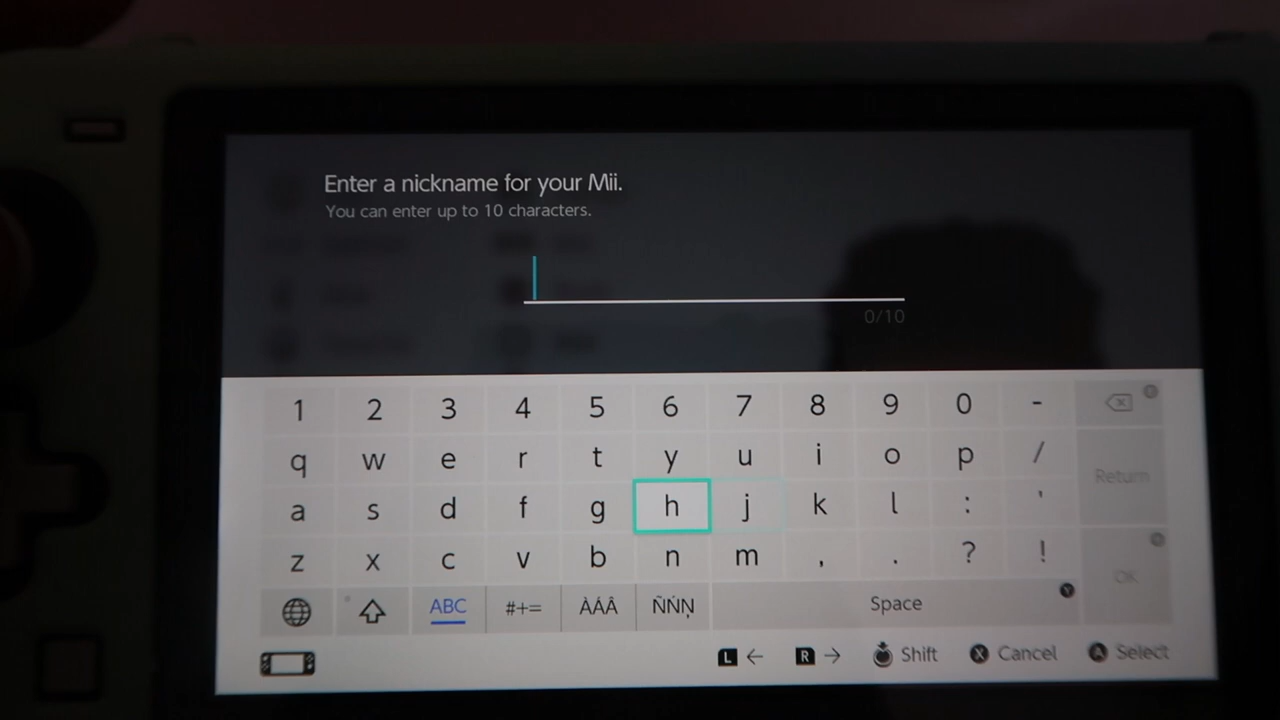 Enter a nickname for your Mii.
You can enter up to 10 characters.
0/10
1 2 3 4 5 6 7 8 9 0 -
q w e r t y u i o p /
Return
a s d f g h j k l : '
z x c v b n m , . ? !
OK
ABC #+= ÀÁÂ ÑŃŅ Space Y
L ← R → Shift X Cancel A Select